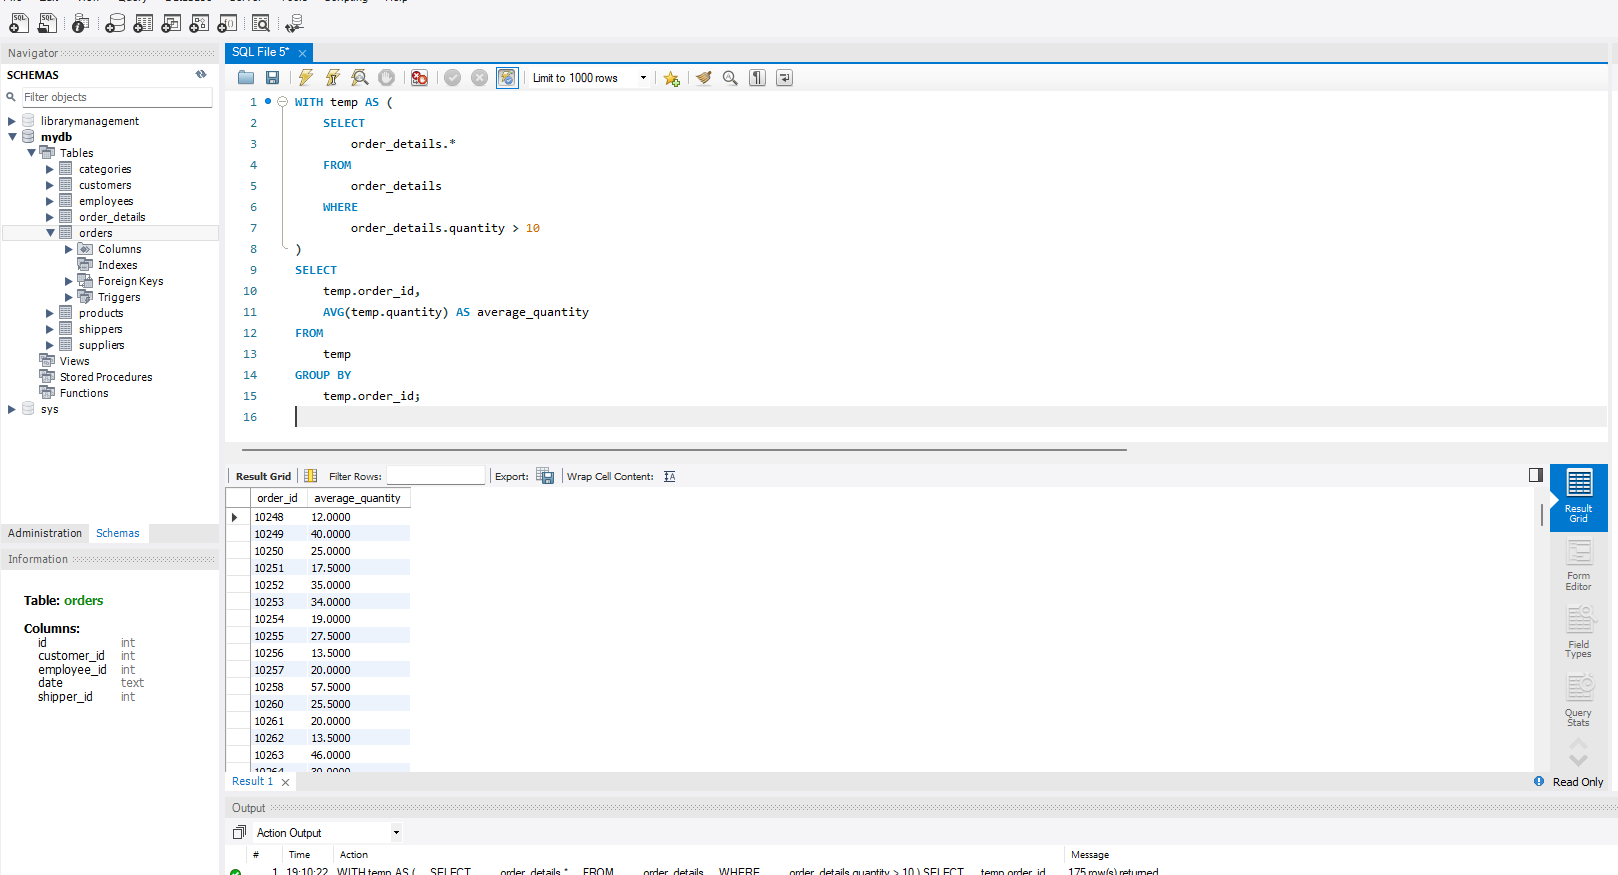 SQL File 5*
Navigator
SCHEMAS
Filter objects
librarymanagement
mydb
Tables
categories
customers
employees
order_details
orders
Columns
Indexes
Foreign Keys
Triggers
products
shippers
suppliers
Views
Stored Procedures
Functions
sys
Administration Schemas
Information
Table: orders
Columns:
id int
customer_id int
employee_id int
date text
shipper_id int
Limit to 1000 rows
1 WITH temp AS (
2 SELECT
3 order_details.*
4 FROM
5 order_details
6 WHERE
7 order_details.quantity > 10
8 )
9 SELECT
10 temp.order_id,
11 AVG(temp.quantity) AS average_quantity
12 FROM
13 temp
14 GROUP BY
15 temp.order_id;
16
Result Grid Filter Rows: Export: Wrap Cell Content:
order_id average_quantity
10248 12.0000
10249 40.0000
10250 25.0000
10251 17.5000
10252 35.0000
10253 34.0000
10254 19.0000
10255 27.5000
10256 13.5000
10257 20.0000
10258 57.5000
10260 25.5000
10261 20.0000
10262 13.5000
10263 46.0000
10264 30.0000
Result
Grid
Form
Editor
Field
Types
Query
Stats
Result 1
Read Only
Output
Action Output
# Time Action Message
1 19:10:22 WITH temp AS ( SELECT order_details.* FROM order_details WHERE order_details.quantity > 10 ) SELECT temp.order_id 175 row(s) returned